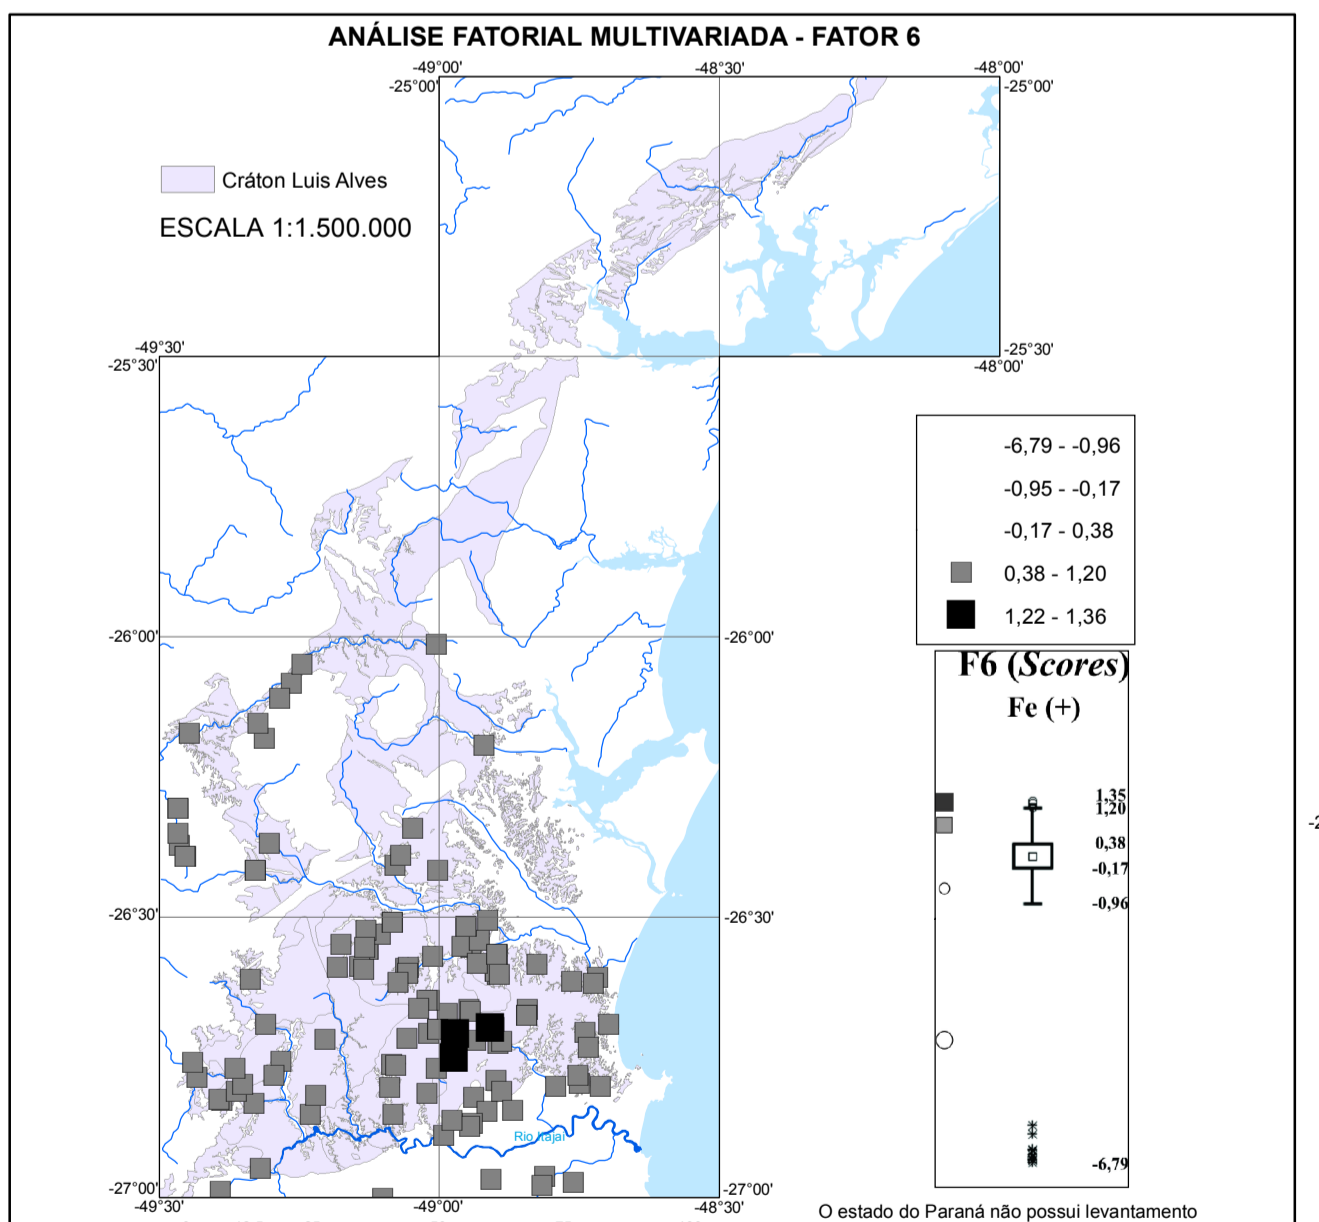 ANÁLISE FATORIAL MULTIVARIADA - FATOR 6
-49°00' -48°30' -48°00'
-25°00' -25°00'
Cráton Luis Alves
ESCALA 1:1.500.000
-49°30' -25°30'
-25°30' -48°00'
-6,79 - -0,96
-0,95 - -0,17
-0,17 - 0,38
0,38 - 1,20
1,22 - 1,36
-26°00' -26°00'
F6 (Scores)
Fe (+)
1,35
1,20
0,38
-0,17
-0,96
-26°30' -26°30'
Rio Itajaí
-6,79
-27°00' -27°00'
-49°30' -49°00' -48°30'
O estado do Paraná não possui levantamento